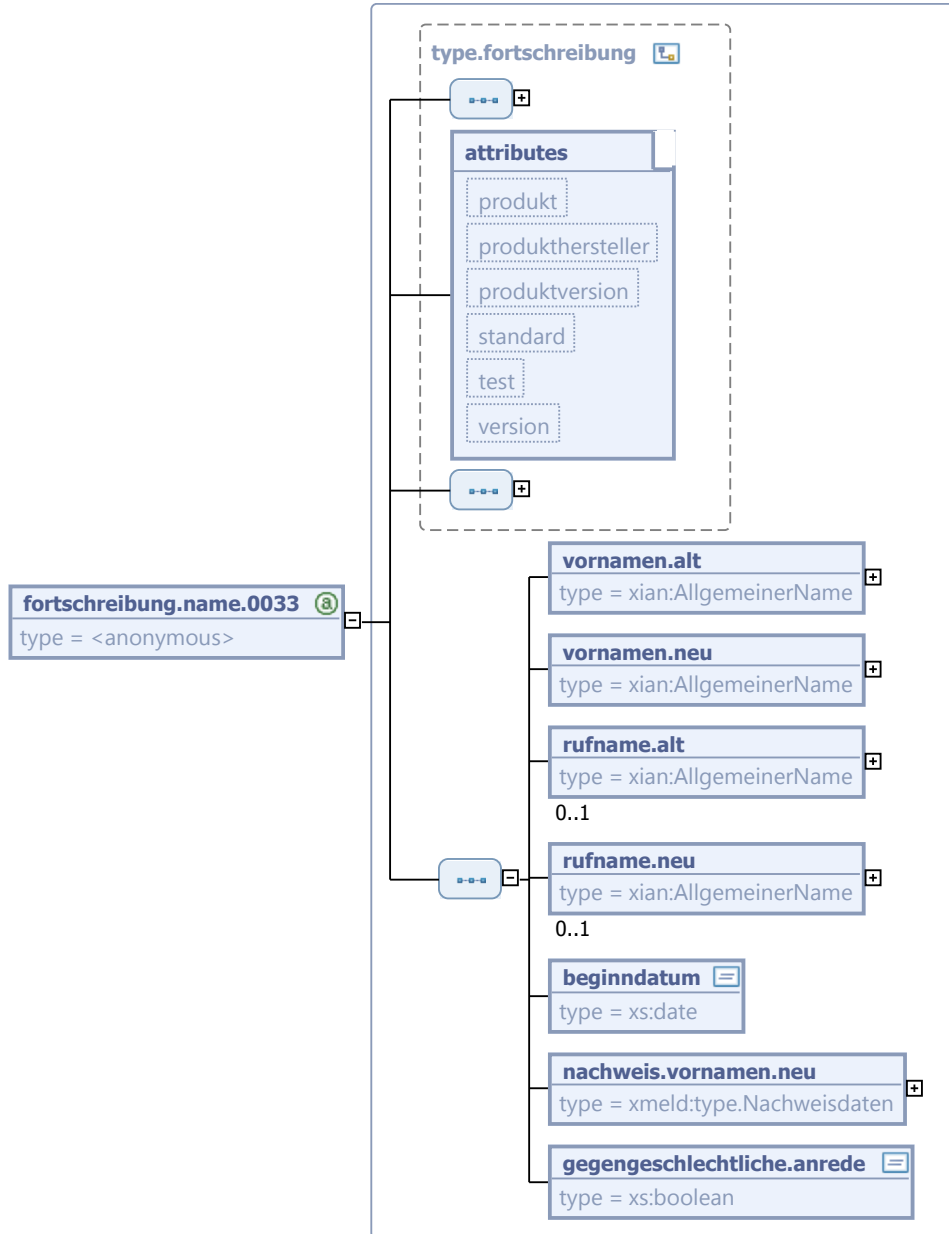 type.fortschreibung
attributes
produkt
produkthersteller
produktversion
standard
test
version
fortschreibung.name.0033 a
type = <anonymous>
vornamen.alt
type = xian:AllgemeinerName
vornamen.neu
type = xian:AllgemeinerName
rufname.alt
type = xian:AllgemeinerName
0..1
rufname.neu
type = xian:AllgemeinerName
0..1
beginndatum
type = xs:date
nachweis.vornamen.neu
type = xmeld:type.Nachweisdaten
gegengeschlechtliche.anrede
type = xs:boolean